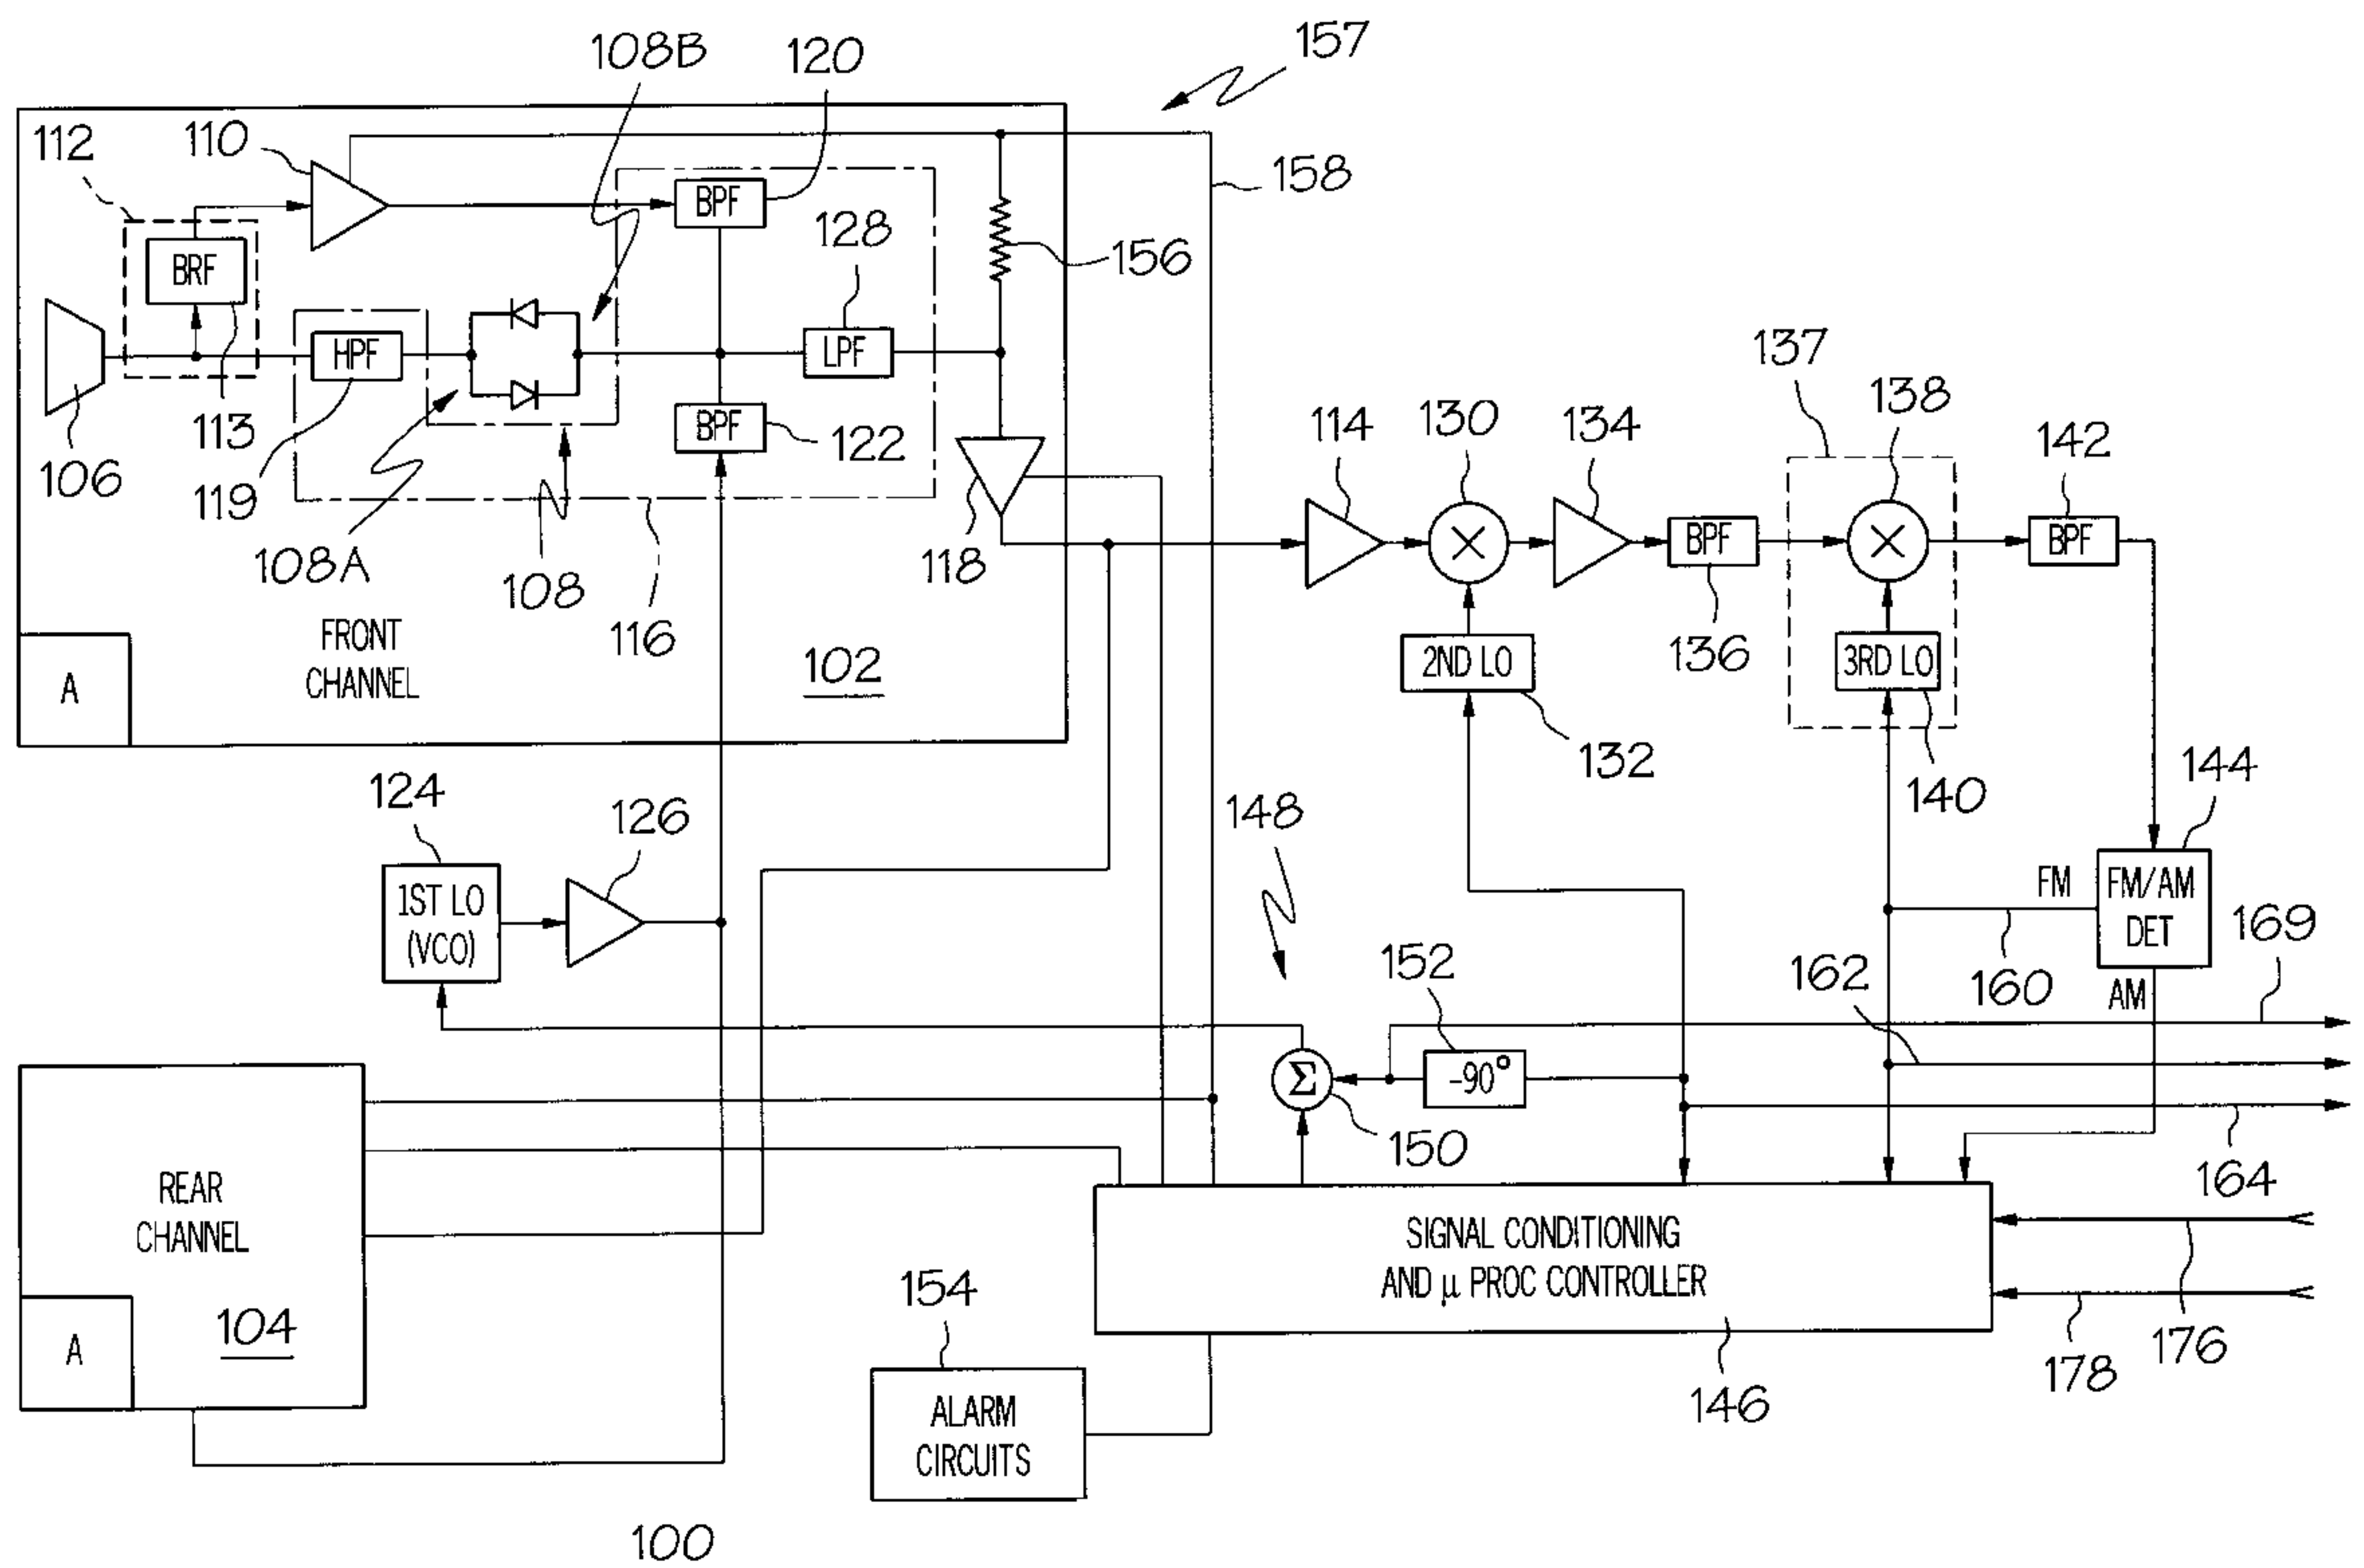 157
108B
120
112
110
158
BPF
128
156
BRF
HPF
LPF
137
138
113
BPF
122
114
130
134
142
106
119
118
BPF
BPF
108A
108
116
136
FRONT
CHANNEL
102
2ND LO
3RD LO
A
132
140
124
126
148
144
1ST LO
(VCO)
FM
FM/AM
DET
169
152
162
160
AM
-90°
Σ
150
164
REAR
CHANNEL
SIGNAL CONDITIONING
AND μ PROC CONTROLLER
154
104
A
176
178
146
ALARM
CIRCUITS
100